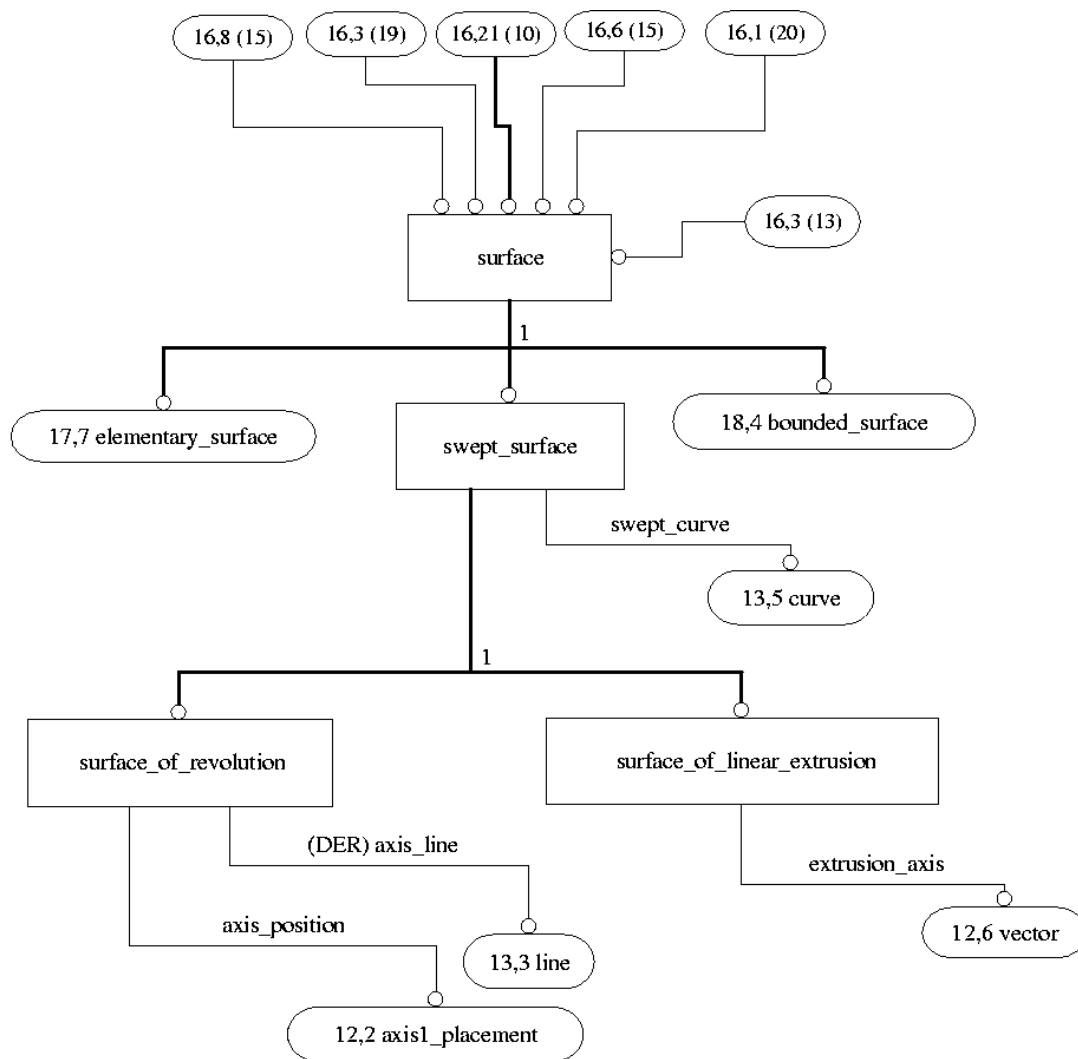 16,8 (15)
16,3 (19)
16,21 (10)
16,6 (15)
16,1 (20)
16,3 (13)
surface
1
17,7 elementary_surface
swept_surface
18,4 bounded_surface
swept_curve
13,5 curve
1
surface_of_revolution
surface_of_linear_extrusion
(DER) axis_line
extrusion_axis
axis_position
12,6 vector
13,3 line
12,2 axis1_placement